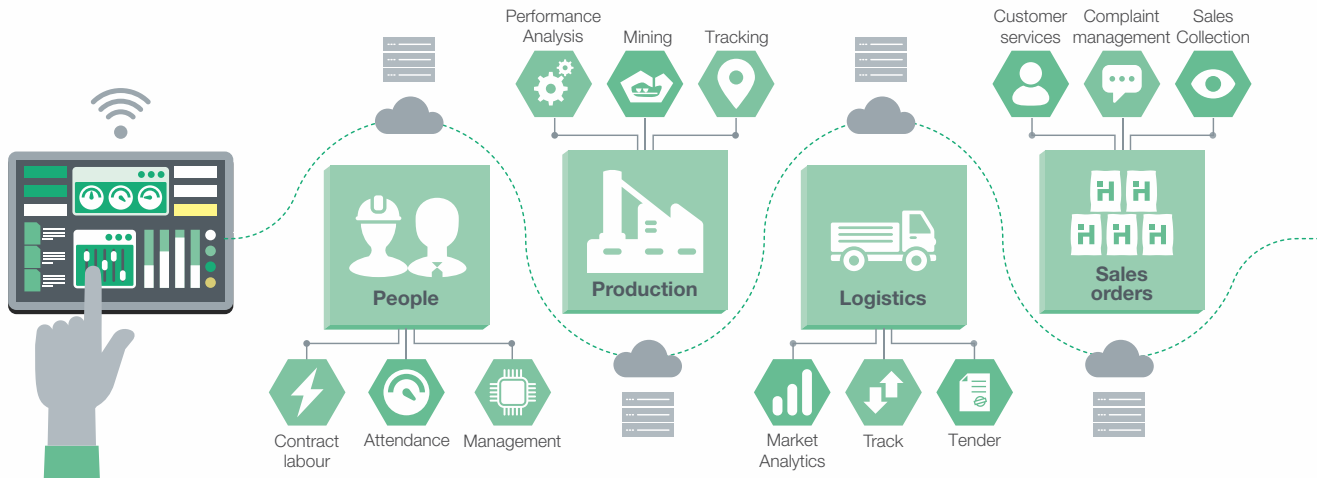 Performance
Analysis
Mining
Tracking
Customer
services
Complaint
management
Sales
Collection
People
Production
Logistics
Sales
orders
Contract
labour
Attendance
Management
Market
Analytics
Track
Tender
H H
H H H